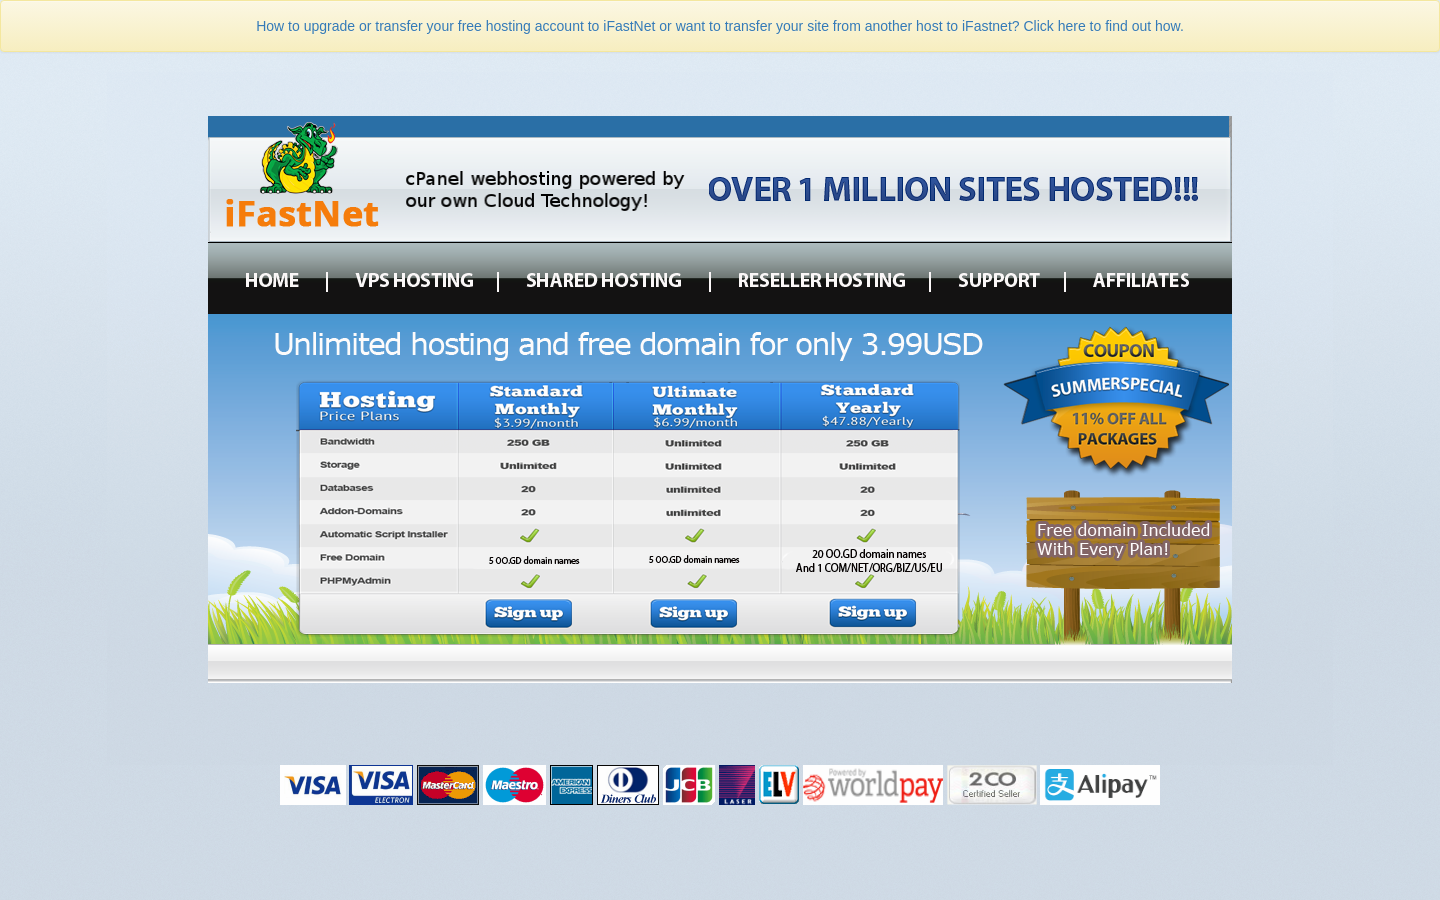 How to upgrade or transfer your free hosting account to iFastNet or want to transfer your site from another host to iFastnet? Click here to find out how.
iFastNet
cPanel webhosting powered by
our own Cloud Technology!
OVER 1 MILLION SITES HOSTED!!!
HOME | VPS HOSTING | SHARED HOSTING | RESELLER HOSTING | SUPPORT | AFFILIATES
Unlimited hosting and free domain for only 3.99USD
COUPON
SUMMERSPECIAL
11% OFF ALL
PACKAGES
Hosting
Price Plans
Standard
Monthly
$3.99/month
Ultimate
Monthly
$6.99/month
Standard
Yearly
$47.88/Yearly
Bandwidth 250 GB Unlimited 250 GB
Storage Unlimited Unlimited Unlimited
Databases 20 unlimited 20
Addon-Domains 20 unlimited 20
Automatic Script Installer
Free Domain 5 OO.GD domain names 5 OO.GD domain names 20 OO.GD domain names
And 1 COM/NET/ORG/BIZ/US/EU
PHPMyAdmin
Sign up Sign up Sign up
Free domain Included
With Every Plan!
VISA
VISA
ELECTRON
MasterCard
Maestro
AMERICAN
EXPRESS
Diners Club
JCB
LASER
ELV
Powered by
worldpay
2CO
Certified Seller
支
Alipay™